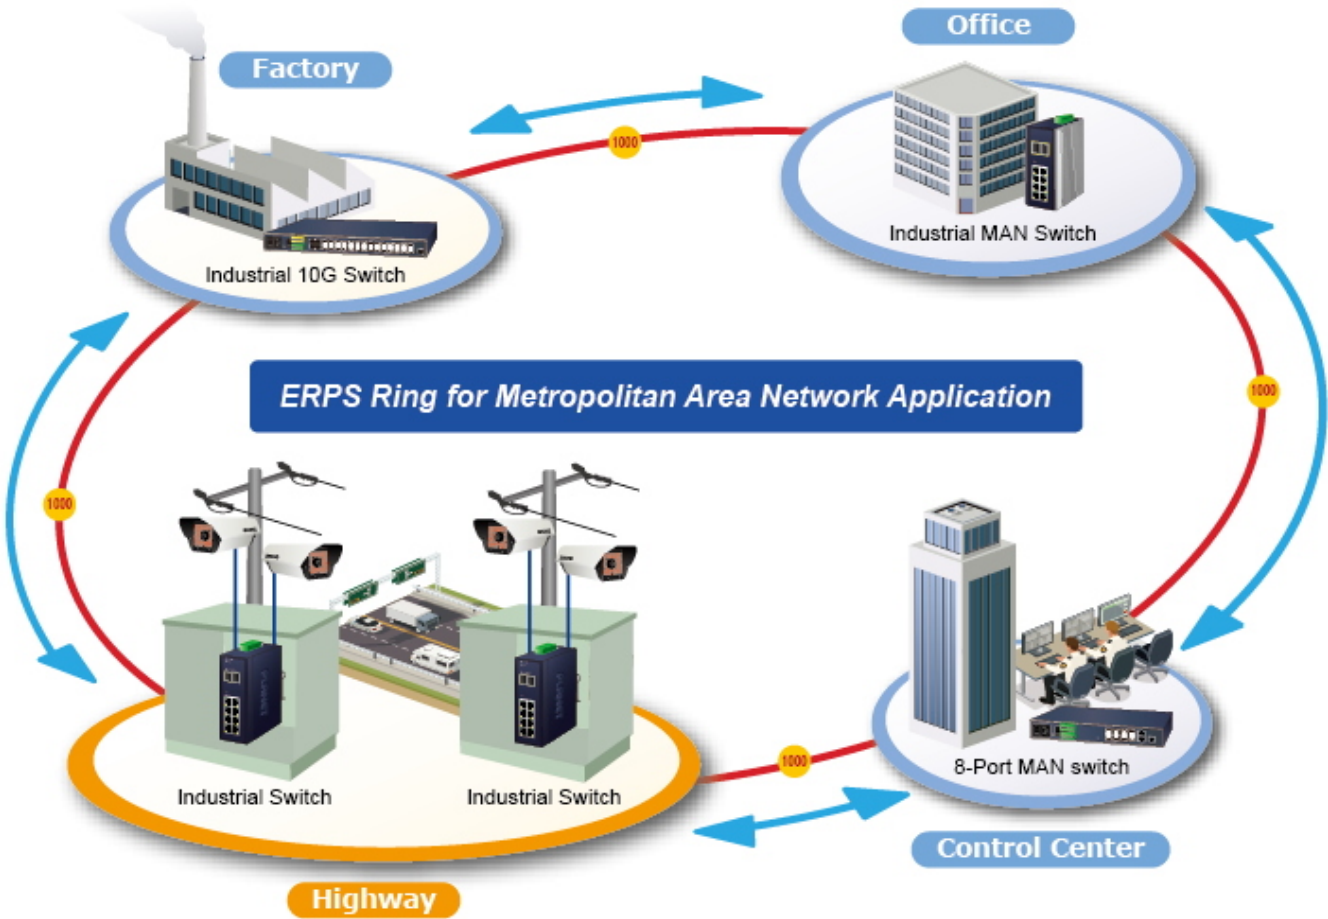 Office
Factory
1000
Industrial MAN Switch
Industrial 10G Switch
ERPS Ring for Metropolitan Area Network Application
1000
1000
1000
8-Port MAN switch
Industrial Switch
Industrial Switch
Control Center
Highway